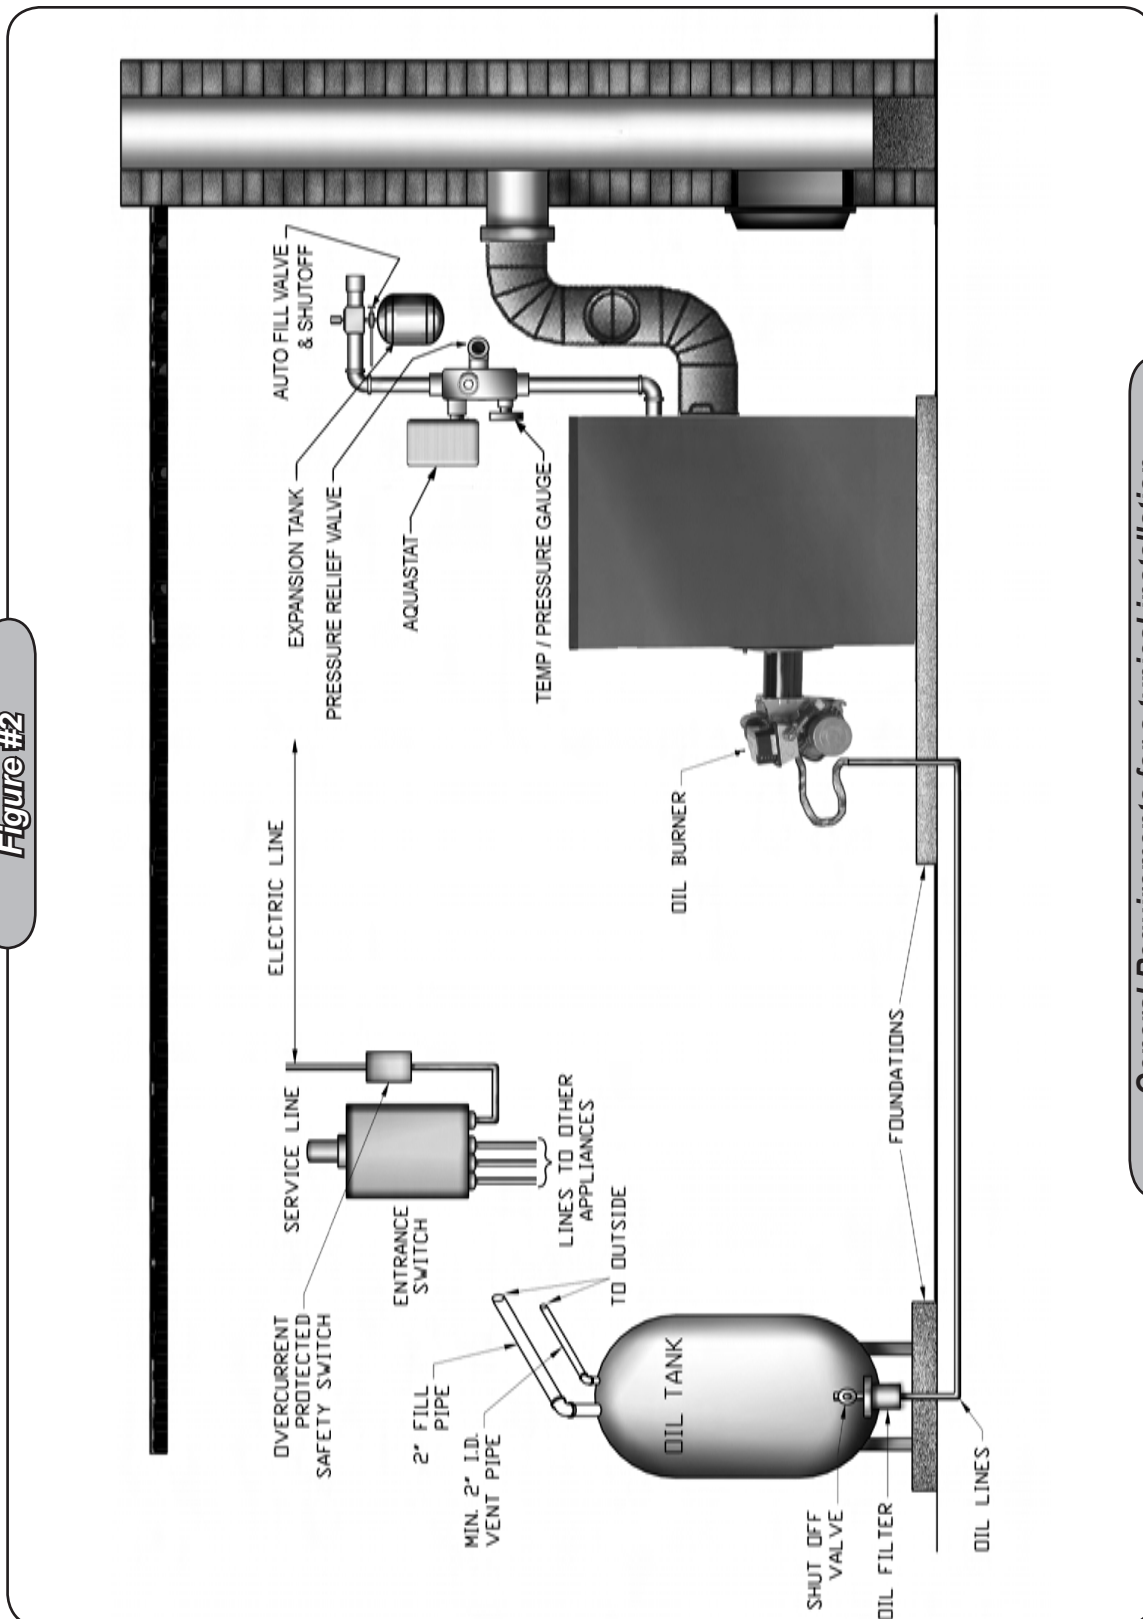 Figure #2
AUTO FILL VALVE
& SHUTOFF
EXPANSION TANK
PRESSURE RELIEF VALVE
AQUASTAT
TEMP / PRESSURE GAUGE
ELECTRIC LINE
SERVICE LINE
OVERCURRENT
PROTECTED
SAFETY SWITCH
ENTRANCE
SWITCH
LINES TO OTHER
APPLIANCES
TO OUTSIDE
2" FILL
PIPE
MIN. 2" I.D.
VENT PIPE
OIL TANK
OIL BURNER
FOUNDATIONS
SHUT OFF
VALVE
OIL FILTER
OIL LINES
General Requirements for a typical installation